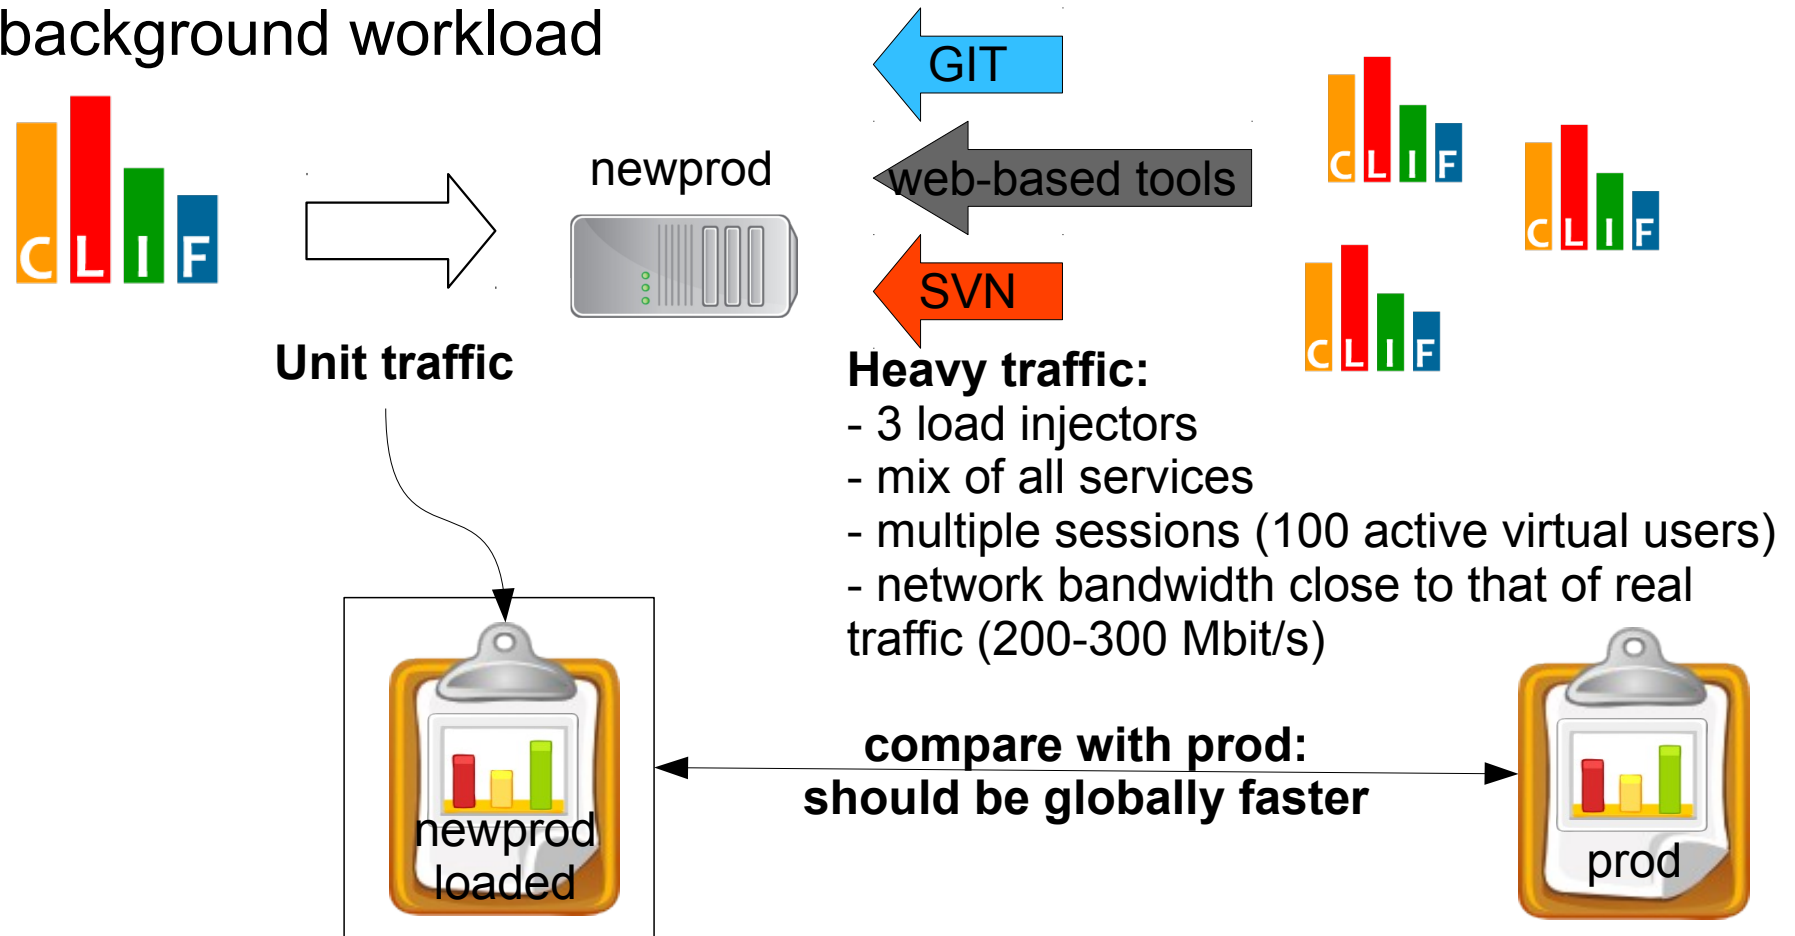 background workload
GIT
CLIF
newprod
web-based tools
CLIF
CLIF
SVN
CLIF
Unit traffic
Heavy traffic:
- 3 load injectors
- mix of all services
- multiple sessions (100 active virtual users)
- network bandwidth close to that of real
traffic (200-300 Mbit/s)
compare with prod:
should be globally faster
newprod
loaded
prod